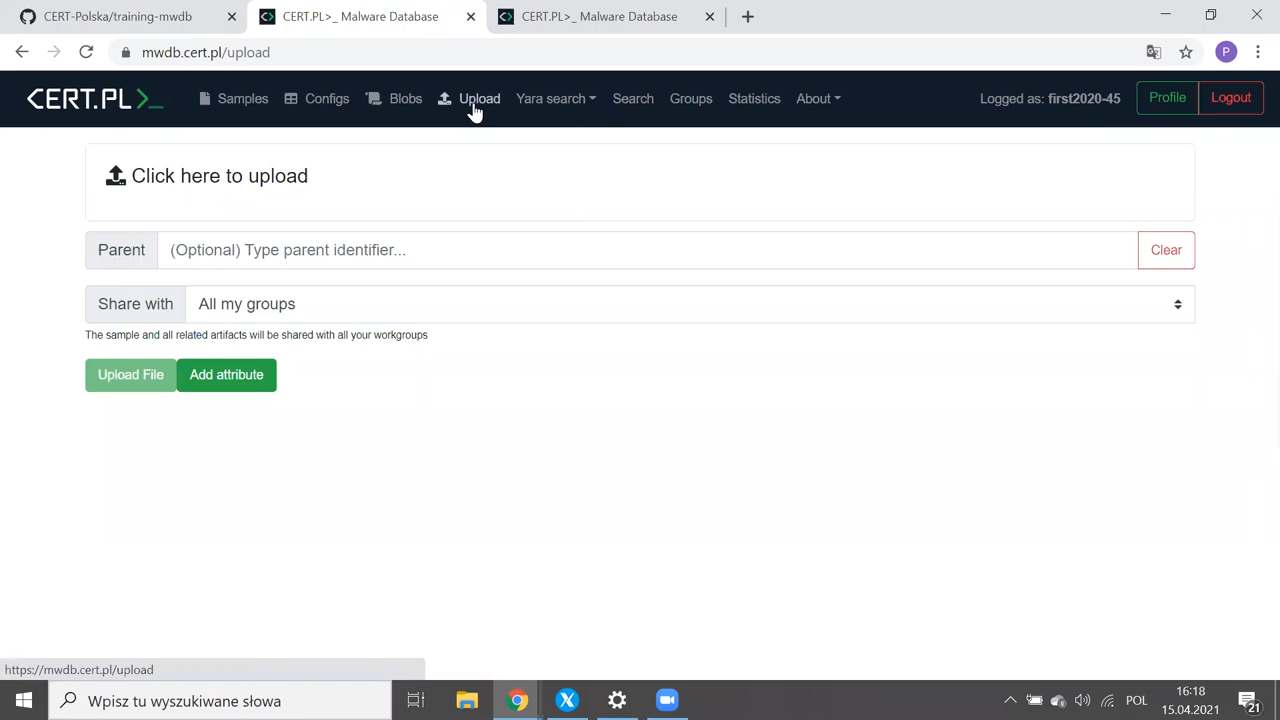 CERT-Polska/training-mwdb
CERT.PL>_ Malware Database
CERT.PL>_ Malware Database
mwdb.cert.pl/upload
P
CERT.PL>_
Samples
Configs
Blobs
Upload
Yara search
Search
Groups
Statistics
About
Logged as: first2020-45
Profile
Logout
Click here to upload
Parent
(Optional) Type parent identifier...
Clear
Share with
All my groups
The sample and all related artifacts will be shared with all your workgroups
Upload File
Add attribute
https://mwdb.cert.pl/upload
Wpisz tu wyszukiwane słowa
POL
16:18
15.04.2021
21